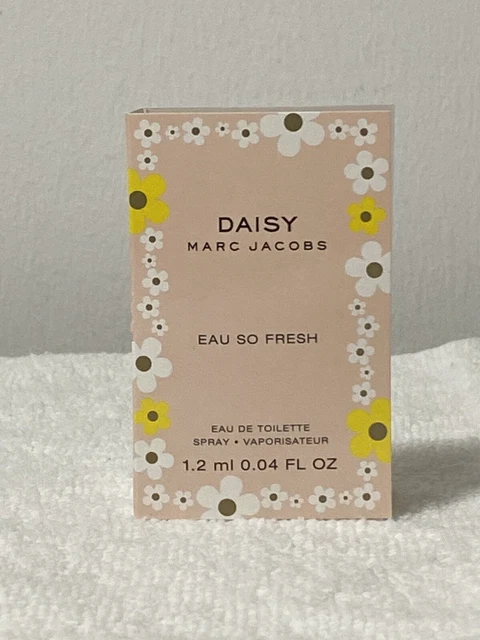 DAISY
MARC JACOBS
EAU SO FRESH
EAU DE TOILETTE
SPRAY • VAPORISATEUR
1.2 ml 0.04 FL OZ